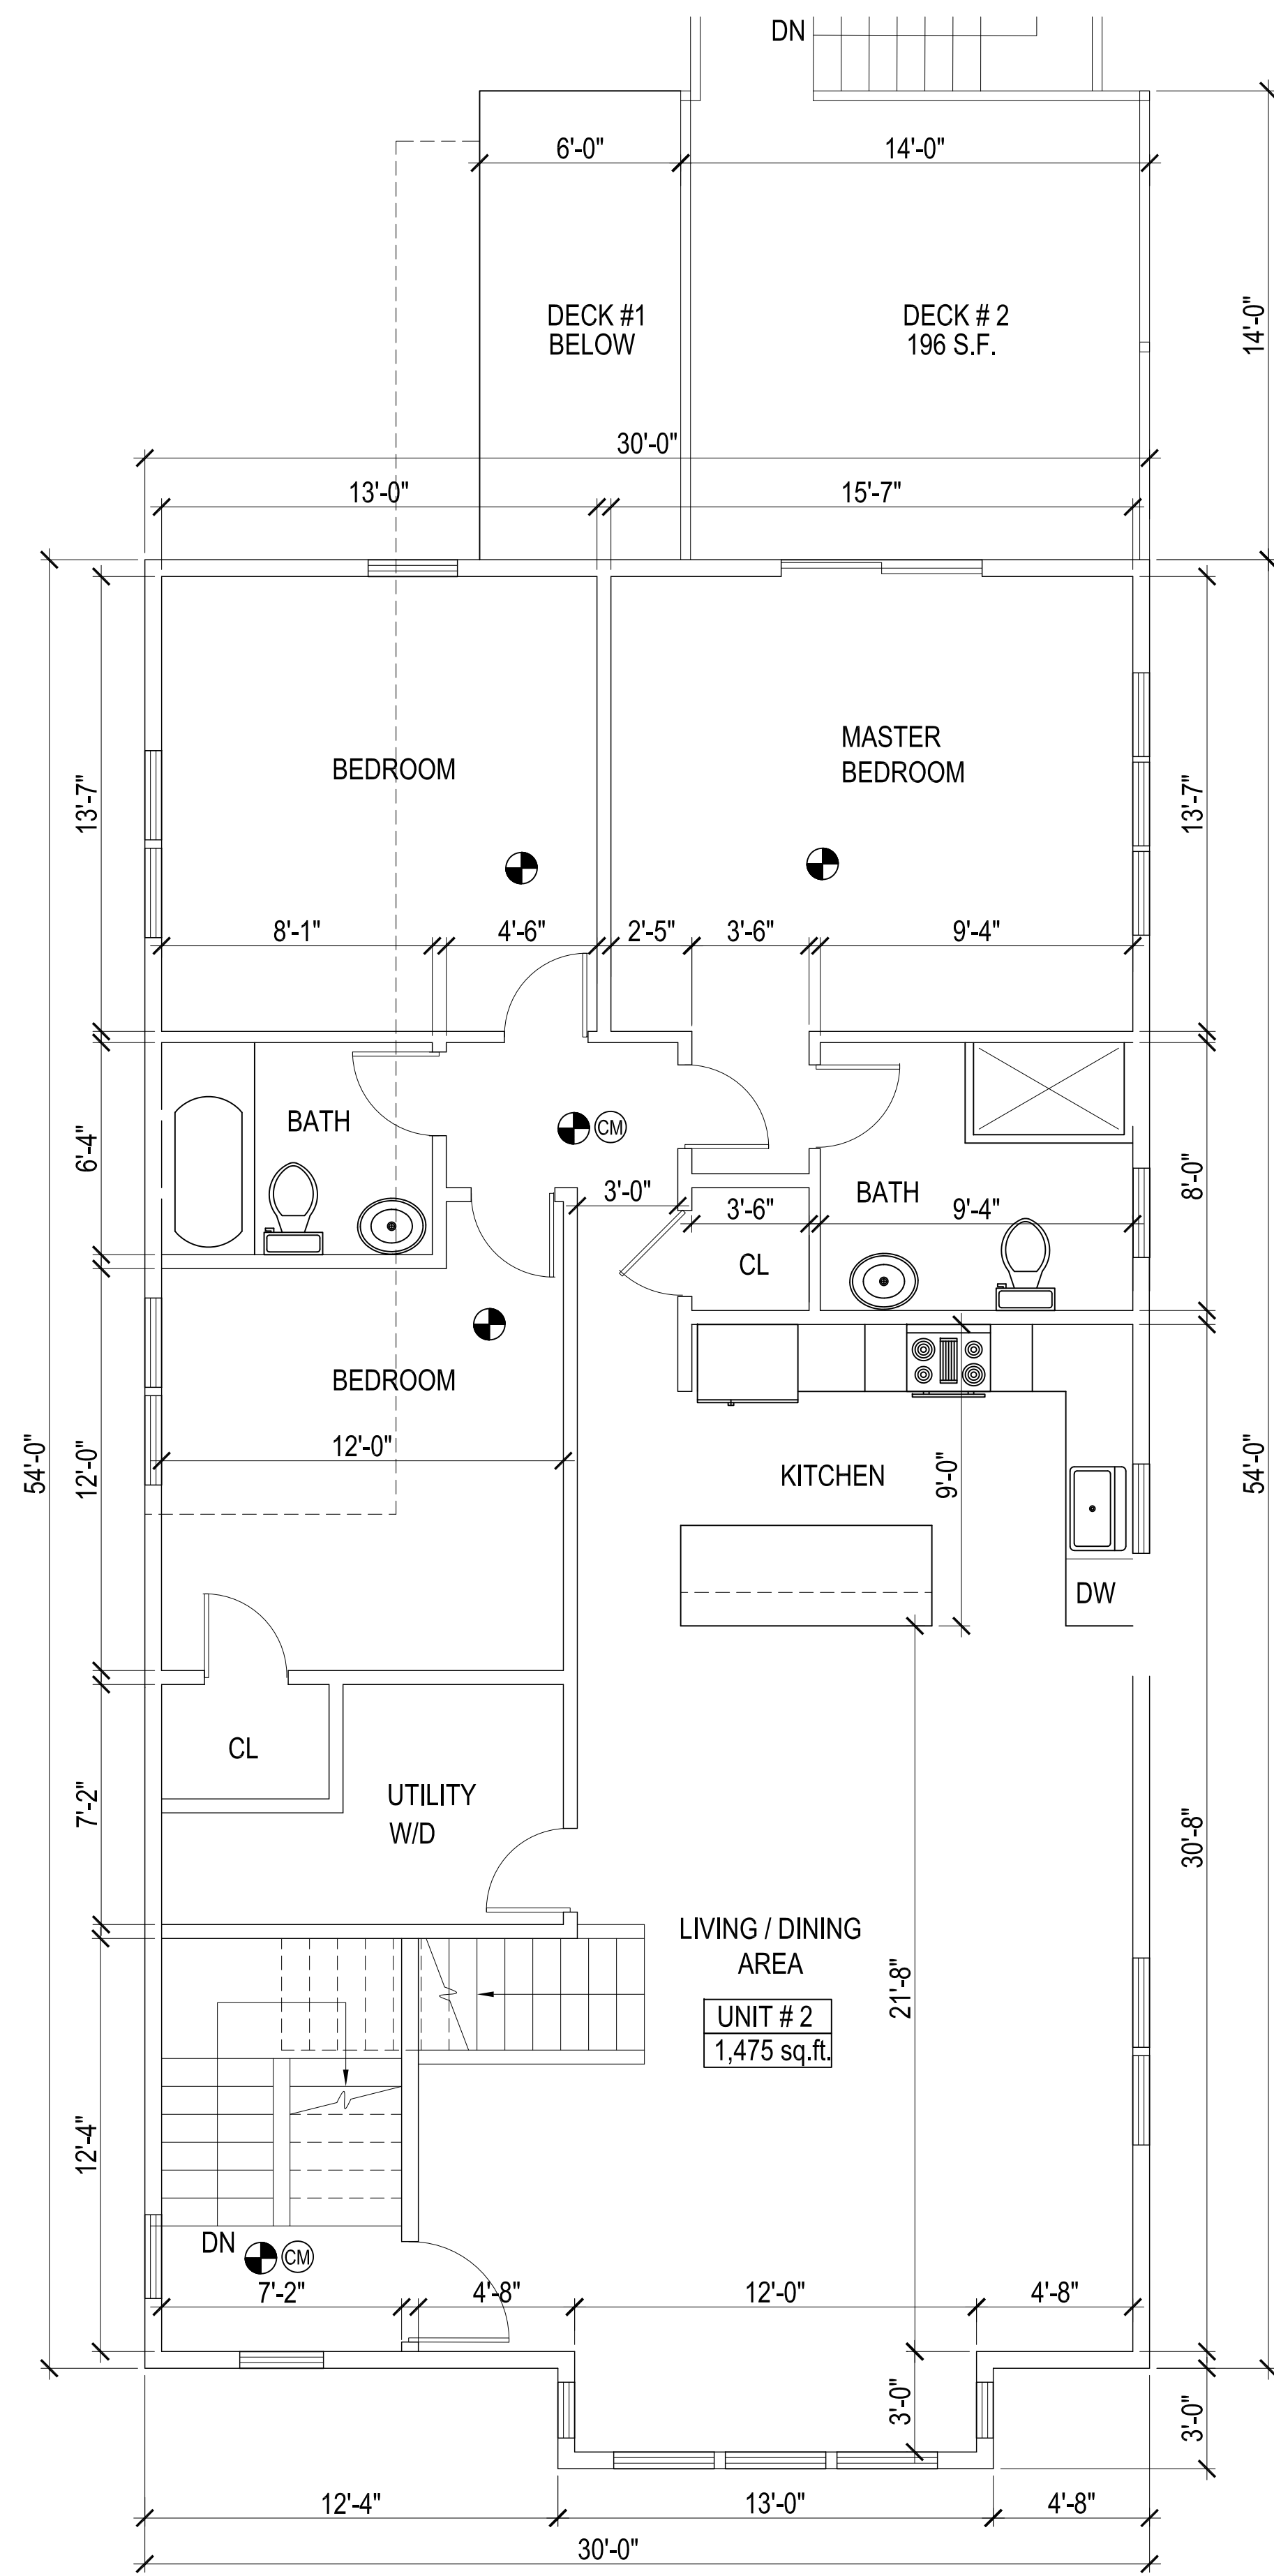 DN
6'-0"
14'-0"
DECK #1
BELOW
DECK # 2
196 S.F.
14'-0"
30'-0"
13'-0"
15'-7"
BEDROOM
MASTER
BEDROOM
13'-7"
13'-7"
8'-1"
4'-6"
2'-5"
3'-6"
9'-4"
BATH
CM
6'-4"
8'-0"
3'-0"
3'-6"
BATH
9'-4"
CL
BEDROOM
12'-0"
54'-0"
12'-0"
KITCHEN
9'-0"
54'-0"
DW
CL
UTILITY
W/D
7'-2"
30'-8"
LIVING / DINING
AREA
UNIT # 2
1,475 sq.ft.
21'-8"
12'-4"
DN
CM
7'-2"
4'-8"
12'-0"
4'-8"
3'-0"
3'-0"
12'-4"
13'-0"
4'-8"
30'-0"